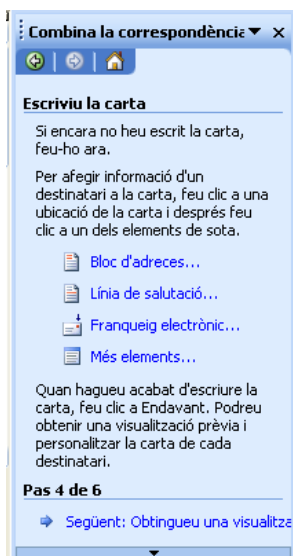 Combina la correspondència
Escriviu la carta
Si encara no heu escrit la carta,
feu-ho ara.
Per afegir informació d'un
destinatari a la carta, feu clic a una
ubicació de la carta i després feu
clic a un dels elements de sota.
Bloc d'adreces...
Línia de salutació...
Franqueig electrònic...
Més elements...
Quan hagueu acabat d'escriure la
carta, feu clic a Endavant. Podreu
obtenir una visualització prèvia i
personalitzar la carta de cada
destinatari.
Pas 4 de 6
Següent: Obtingueu una visualitza